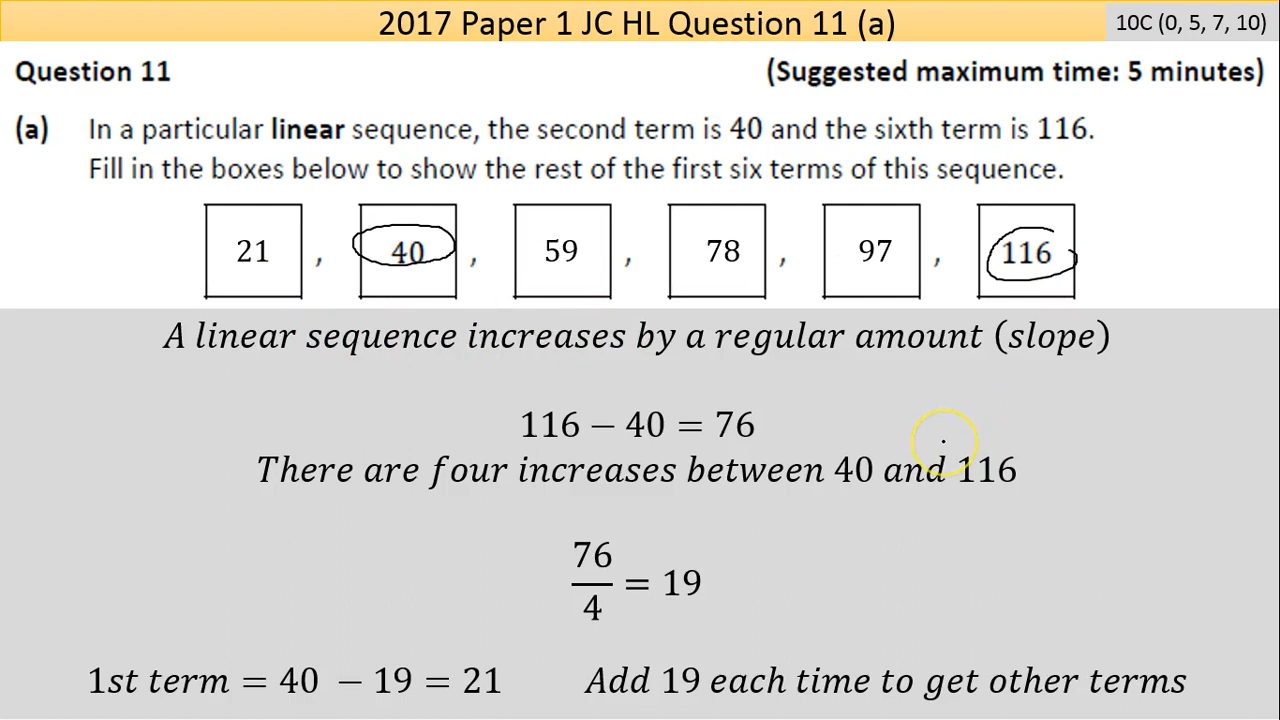 2017 Paper 1 JC HL Question 11 (a)
10C (0, 5, 7, 10)
Question 11
(Suggested maximum time: 5 minutes)
(a) In a particular linear sequence, the second term is 40 and the sixth term is 116.
Fill in the boxes below to show the rest of the first six terms of this sequence.
21 , 40 , 59 , 78 , 97 , 116
A linear sequence increases by a regular amount (slope)
116 − 40 = 76
There are four increases between 40 and 116
76/4 = 19
1st term = 40 − 19 = 21
Add 19 each time to get other terms